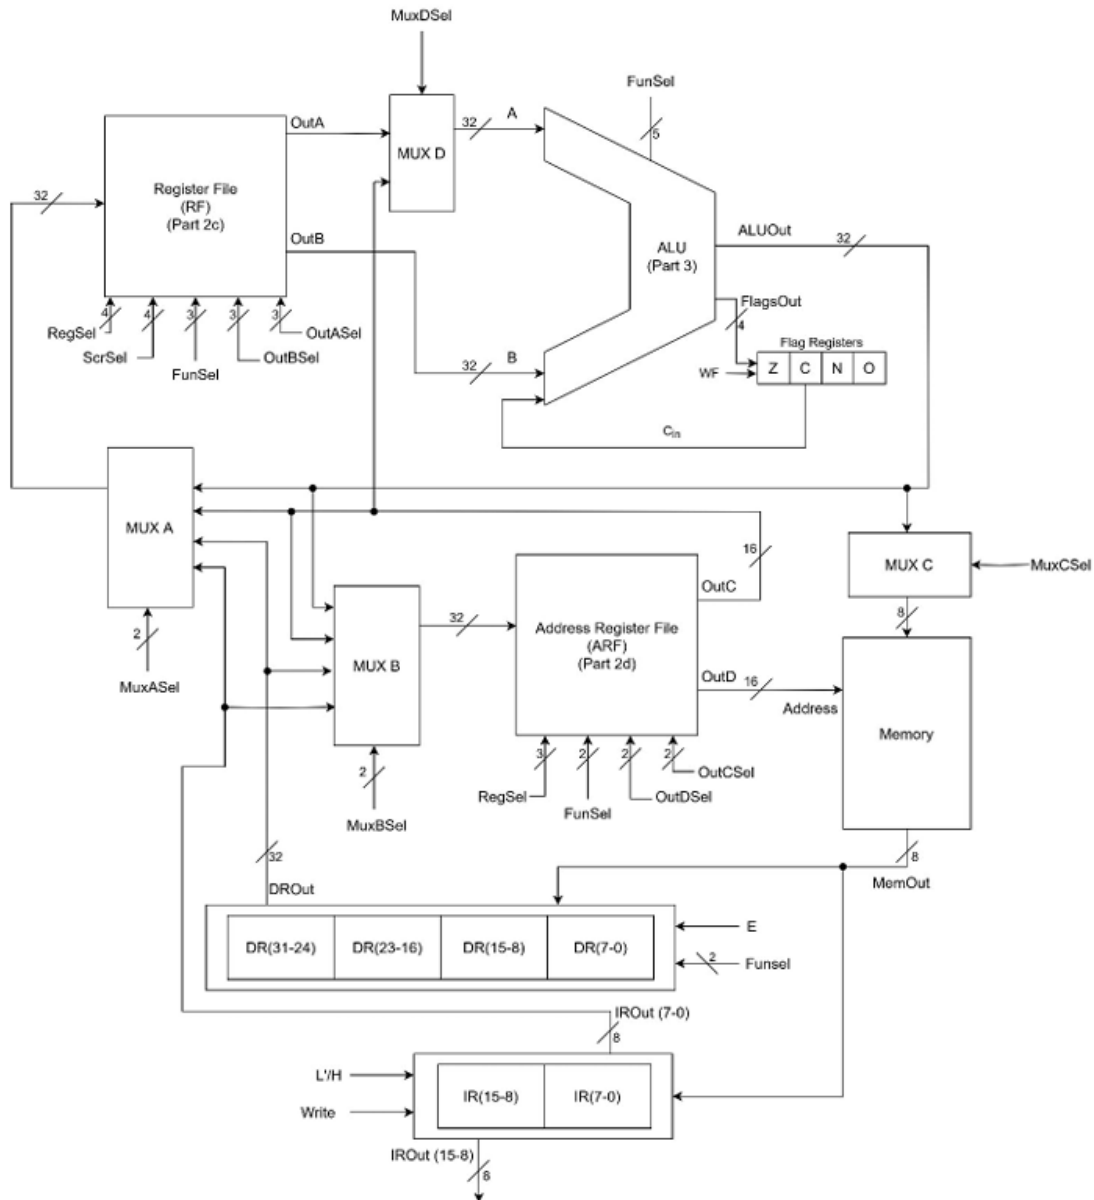 MuxDSel
FunSel
OutA
32
A
5
MUX D
32
Register File
(RF)
(Part 2c)
OutB
ALU
(Part 3)
ALUOut
32
FlagsOut
4
4
4
3
3
3
RegSel
OutASel
ScrSel
OutBSel
FunSel
32
B
Flag Registers
WF
Z C N O
Cin
MUX A
16
MUX C
MuxCSel
OutC
8
32
Address Register File
(ARF)
(Part 2d)
2
MUX B
OutD
16
MuxASel
Address
Memory
3
2
2
2
2
OutCSel
RegSel
OutDSel
FunSel
MuxBSel
32
8
DROut
MemOut
E
DR(31-24) DR(23-16) DR(15-8) DR(7-0)
2
Funsel
IROut (7-0)
8
L'/H
IR(15-8) IR(7-0)
Write
IROut (15-8)
8